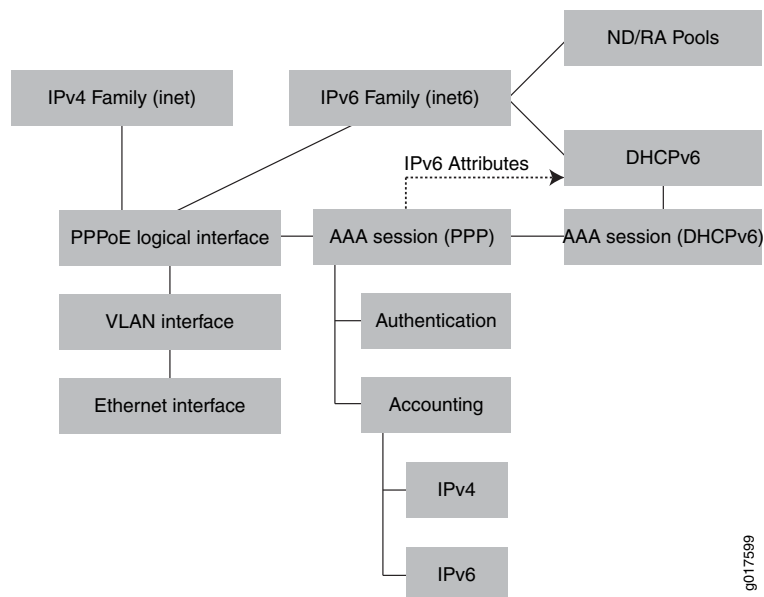 ND/RA Pools
IPv4 Family (inet)
IPv6 Family (inet6)
DHCPv6
IPv6 Attributes
PPPoE logical interface
AAA session (PPP)
AAA session (DHCPv6)
VLAN interface
Authentication
Ethernet interface
Accounting
IPv4
IPv6
g017599